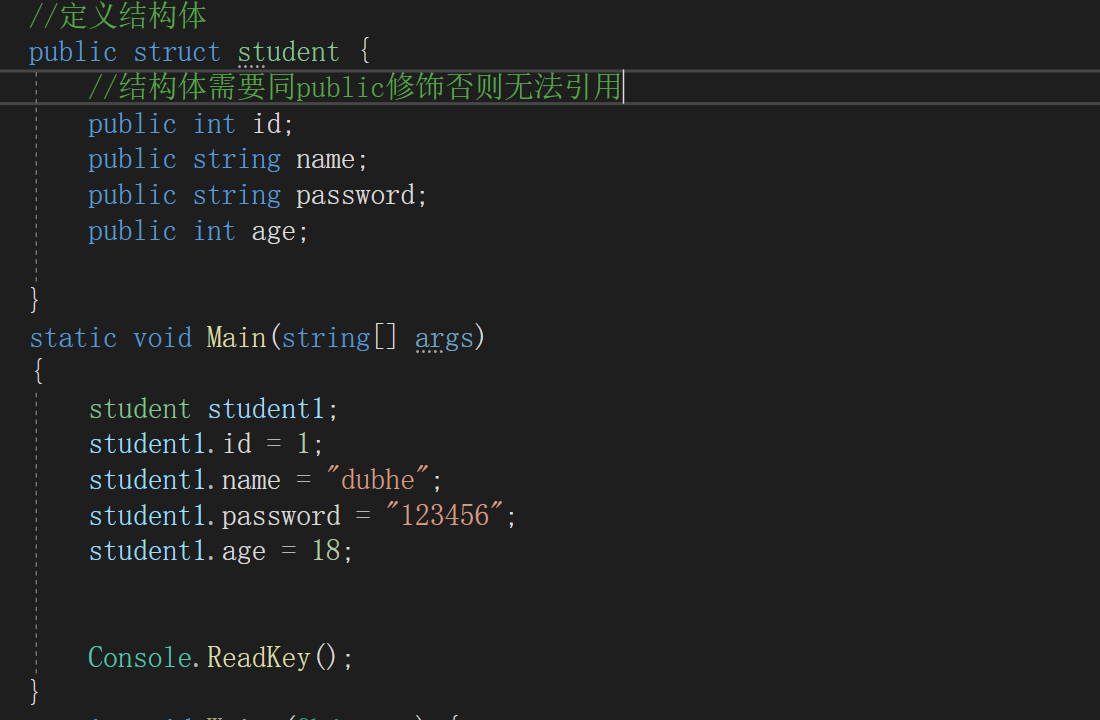 //定义结构体
public struct student {
//结构体需要同public修饰否则无法引用
public int id;
public string name;
public string password;
public int age;
}
static void Main(string[] args)
{
student student1;
student1.id = 1;
student1.name = "dubhe";
student1.password = "123456";
student1.age = 18;
Console.ReadKey();
}